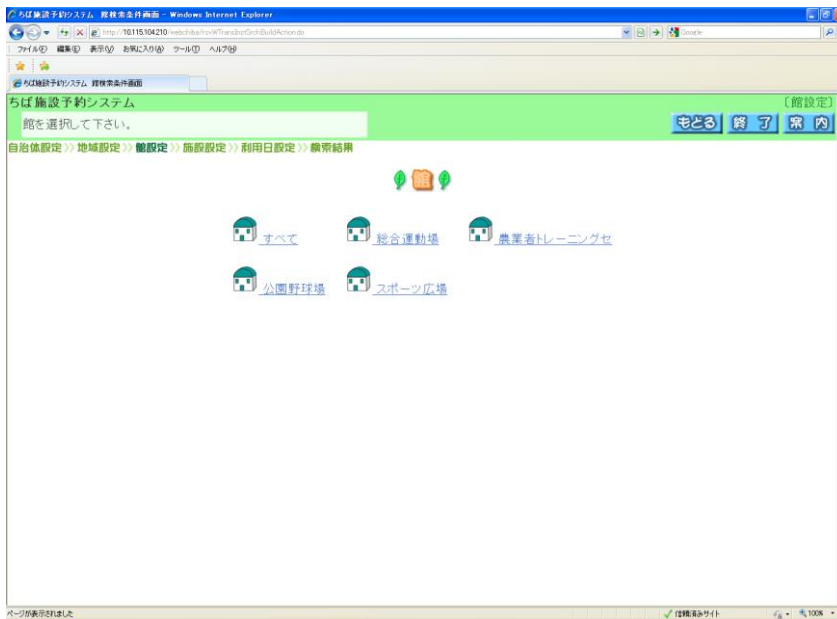 ちば施設予約システム 館検索条件画面 - Windows Internet Explorer
http://10.115.104.210/webchiba/
Google
ファイル(F) 編集(E) 表示(V) お気に入り(A) ツール(T) ヘルプ(H)
ちば施設予約システム 館検索条件画面
ちば施設予約システム
〔館設定〕
館を選択して下さい。
もどる 終了 案内
自治体設定>>地域設定>>館設定>>施設設定>>利用日設定>>検索結果
館
すべて 総合運動場 農業者トレーニングセ
公園野球場 スポーツ広場
ページが表示されました
信頼済みサイト
100%